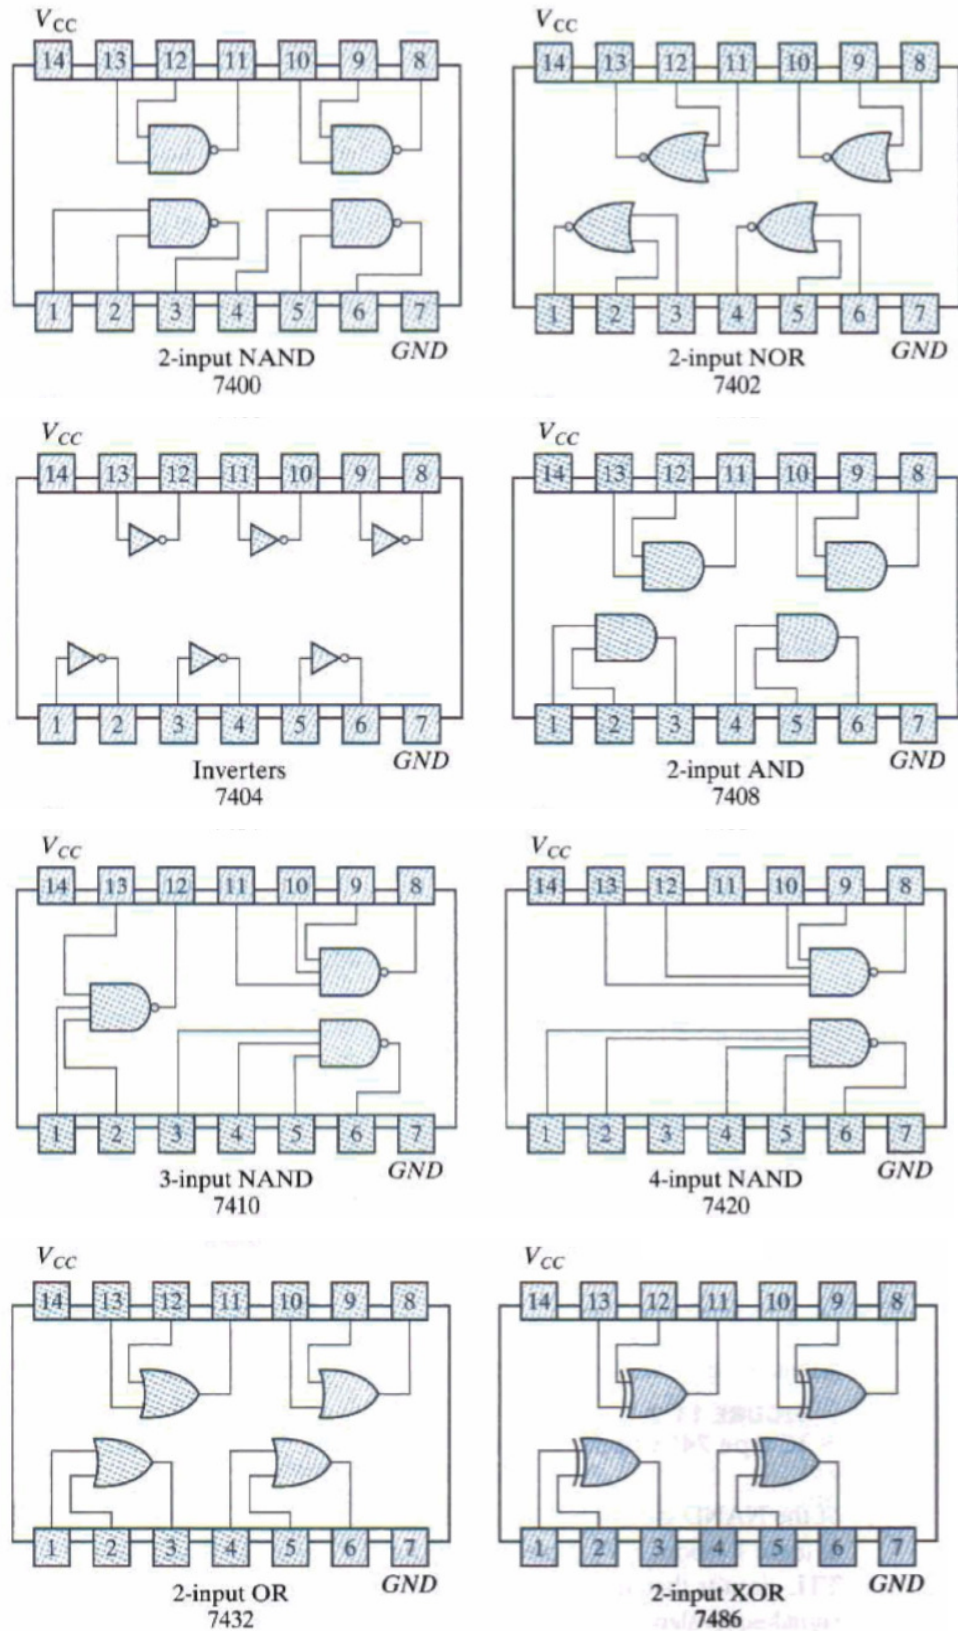 VCC VCC
14 13 12 11 10 9 8 14 13 12 11 10 9 8
1 2 3 4 5 6 7 1 2 3 4 5 6 7
2-input NAND GND 2-input NOR GND
7400 7402
VCC VCC
14 13 12 11 10 9 8 14 13 12 11 10 9 8
1 2 3 4 5 6 7 1 2 3 4 5 6 7
Inverters GND 2-input AND GND
7404 7408
VCC VCC
14 13 12 11 10 9 8 14 13 12 11 10 9 8
1 2 3 4 5 6 7 1 2 3 4 5 6 7
3-input NAND GND 4-input NAND GND
7410 7420
VCC VCC
14 13 12 11 10 9 8 14 13 12 11 10 9 8
1 2 3 4 5 6 7 1 2 3 4 5 6 7
2-input OR GND 2-input XOR GND
7432 7486